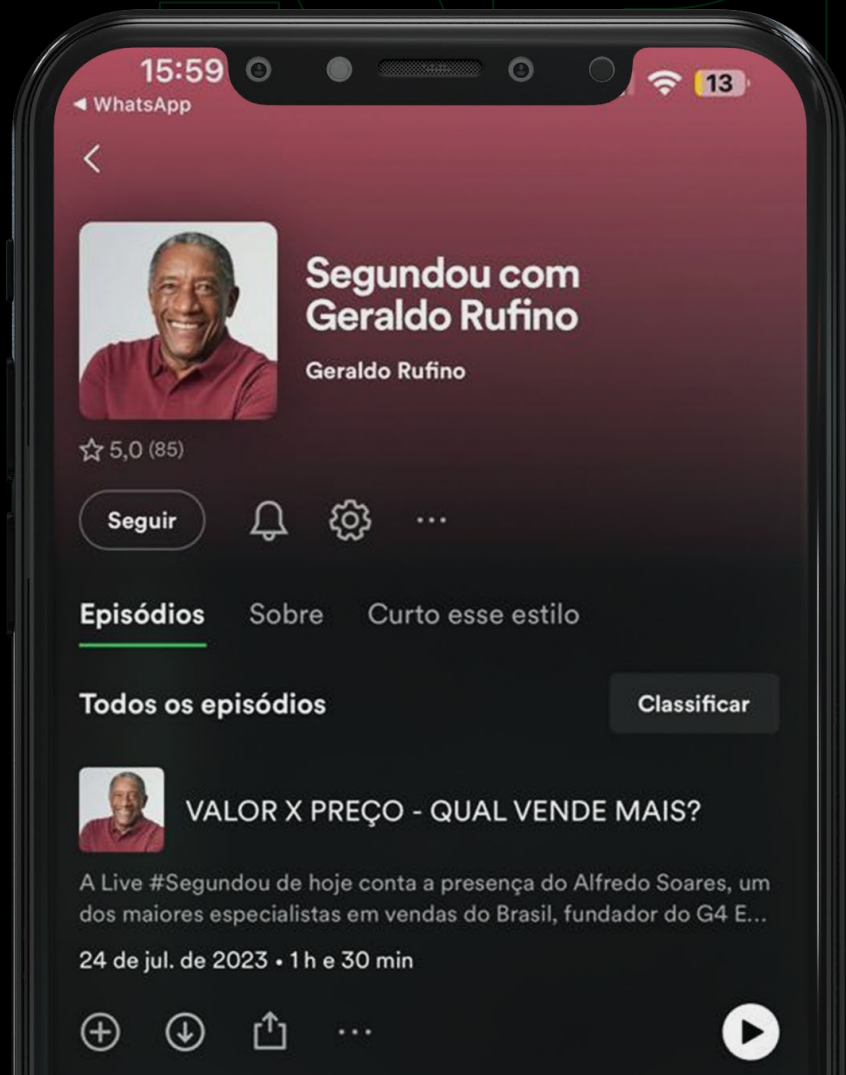 15:59
13
◀ WhatsApp
Segundou com
Geraldo Rufino
Geraldo Rufino
5,0 (85)
Seguir
Episódios Sobre Curto esse estilo
Todos os episódios Classificar
VALOR X PREÇO - QUAL VENDE MAIS?
A Live #Segundou de hoje conta a presença do Alfredo Soares, um
dos maiores especialistas em vendas do Brasil, fundador do G4 E...
24 de jul. de 2023 • 1 h e 30 min